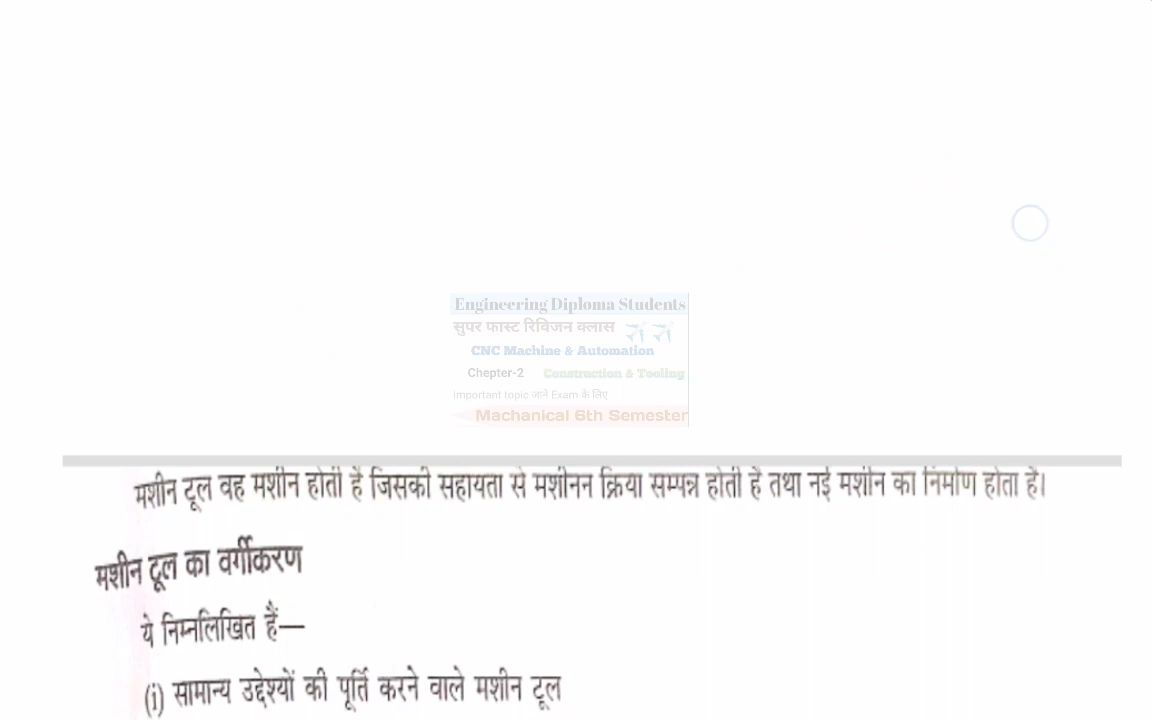 Engineering Diploma Students
सुपर फास्ट रिविजन क्लास
CNC Machine & Automation
Chepter-2 Construction & Tooling
Important topic जाने Exam के लिए
Machanical 6th Semester
मशीन टूल वह मशीन होती है जिसकी सहायता से मशीनन क्रिया सम्पन्न होती है तथा नई मशीन का निर्माण होता है।
मशीन टूल का वर्गीकरण
ये निम्नलिखित हैं—
(i) सामान्य उद्देश्यों की पूर्ति करने वाले मशीन टूल